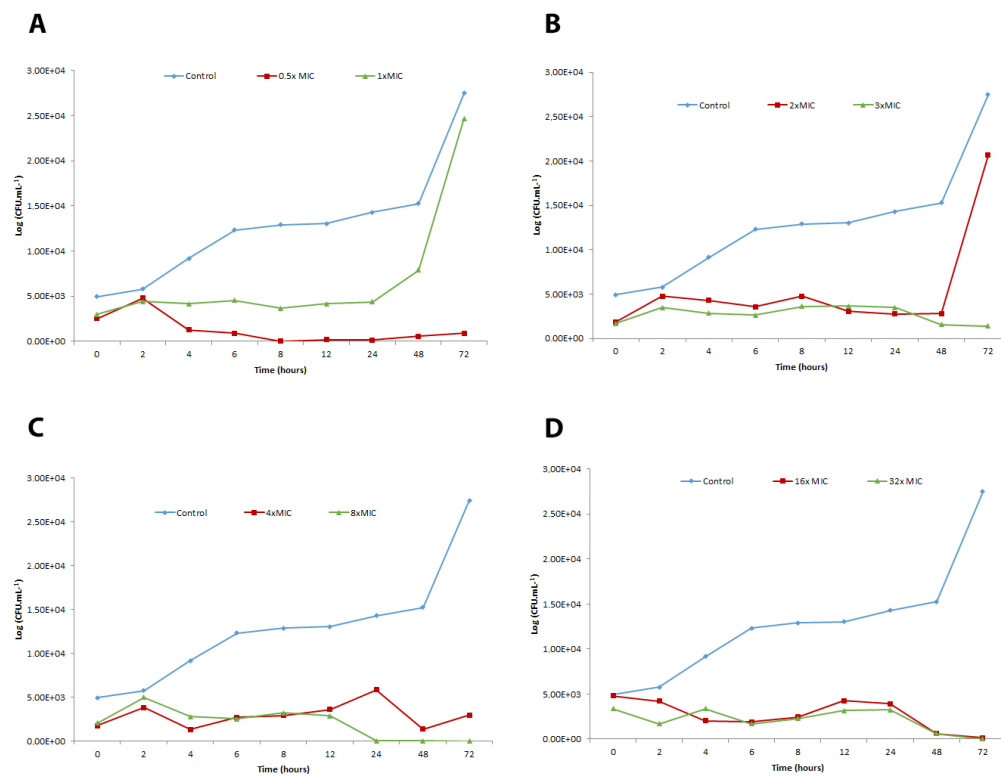 A
Control 0.5x MIC 1xMIC
3.00E+04
2.50E+04
2.00E+04
1.50E+04
1.00E+04
5.00E+03
0.00E+00
Log (CFU.mL-1)
0 2 4 6 8 12 24 48 72
Time (hours)
B
Control 2xMIC 3xMIC
3.00E+04
2.50E+04
2.00E+04
1.50E+04
1.00E+04
5.00E+03
0.00E+00
Log (CFU.mL-1)
0 2 4 6 8 12 24 48 72
Time (hours)
C
Control 4xMIC 8xMIC
3.00E+04
2.50E+04
2.00E+04
1.50E+04
1.00E+04
5.00E+03
0.00E+00
Log (CFU.mL-1)
0 2 4 6 8 12 24 48 72
Time (hours)
D
Control 16x MIC 32x MIC
3.00E+04
2.50E+04
2.00E+04
1.50E+04
1.00E+04
5.00E+03
0.00E+00
Log (CFU.mL-1)
0 2 4 6 8 12 24 48 72
Time (hours)